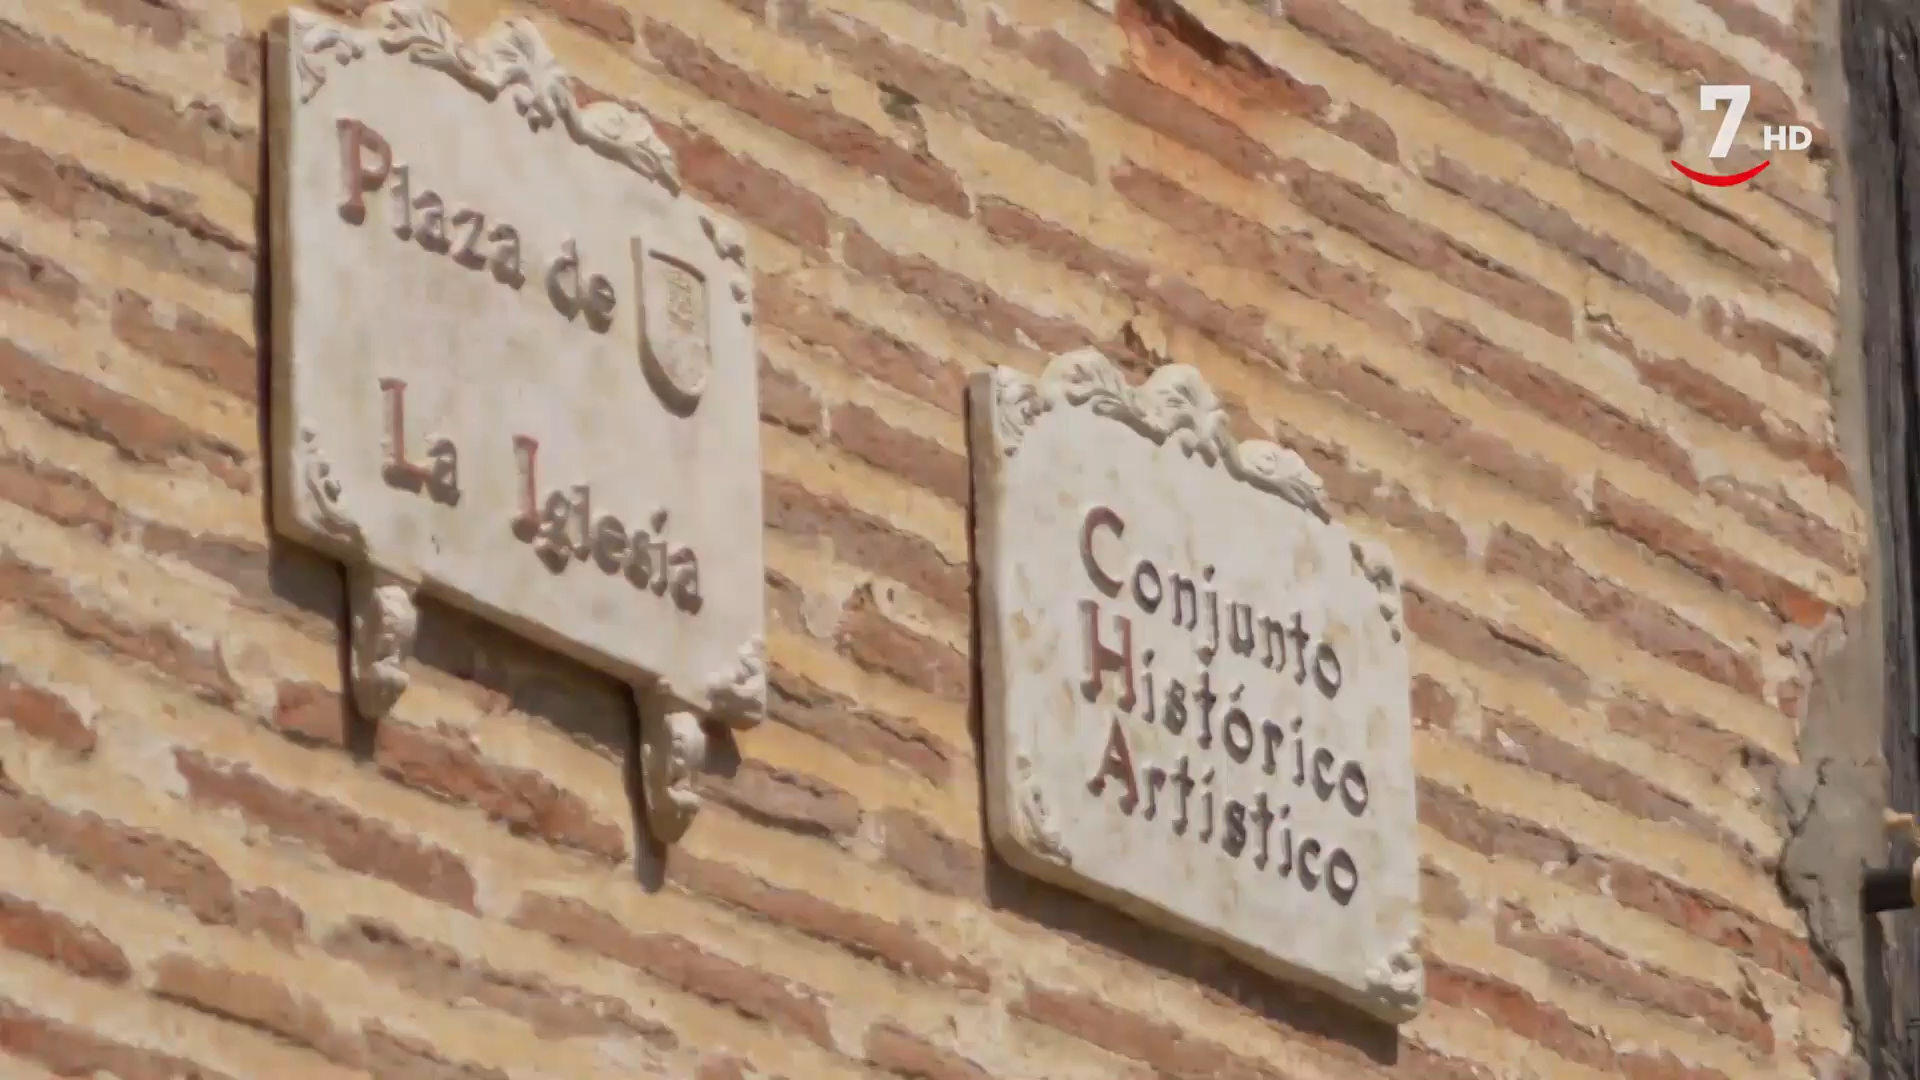 Plaza de
La Iglesia
Conjunto
Histórico
Artístico
7 HD